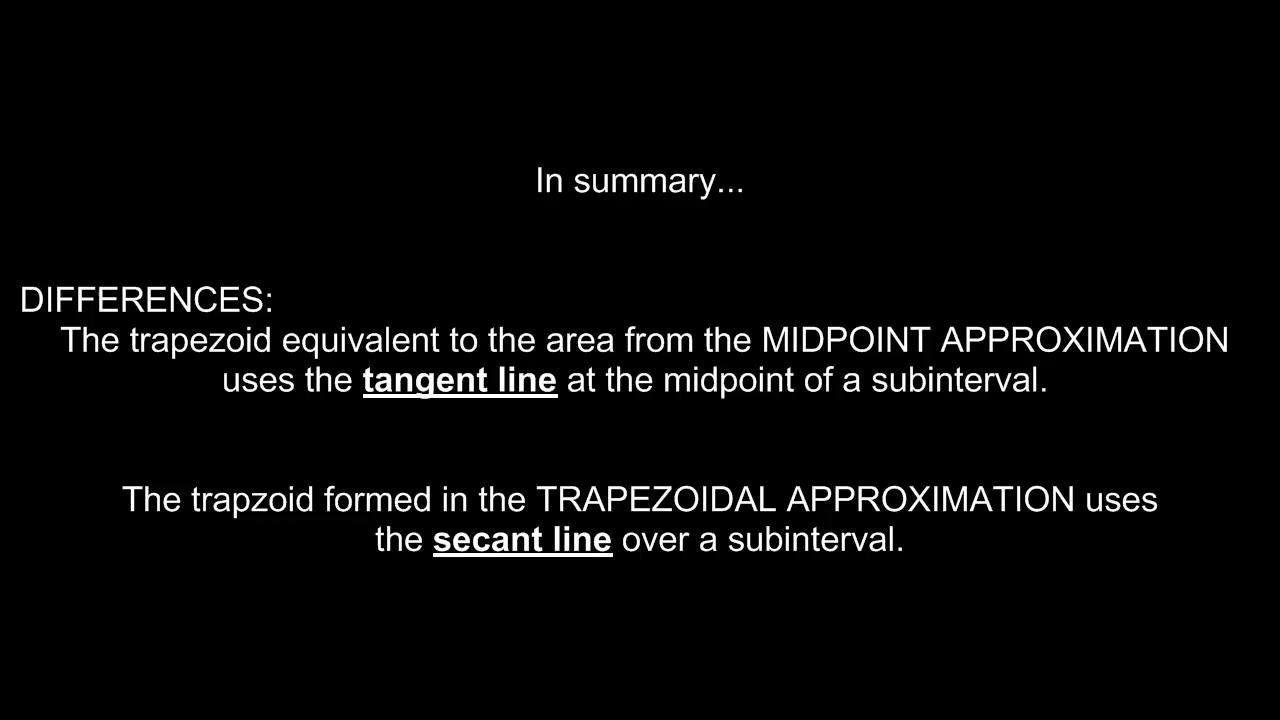 In summary...
DIFFERENCES:
The trapezoid equivalent to the area from the MIDPOINT APPROXIMATION
uses the tangent line at the midpoint of a subinterval.
The trapzoid formed in the TRAPEZOIDAL APPROXIMATION uses
the secant line over a subinterval.